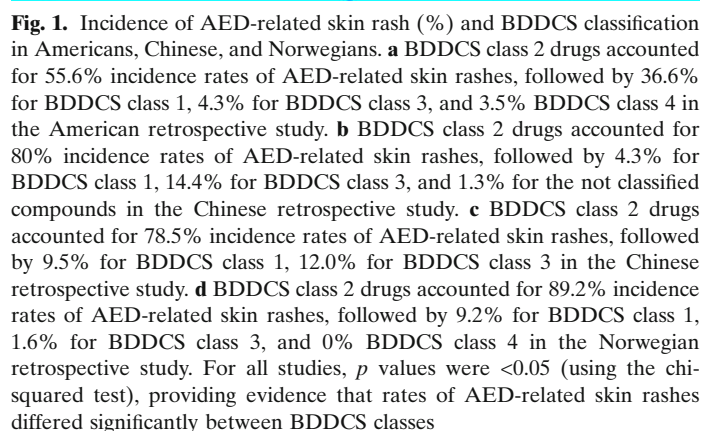 Fig. 1. Incidence of AED-related skin rash (%) and BDDCS classification
in Americans, Chinese, and Norwegians. a BDDCS class 2 drugs accounted
for 55.6% incidence rates of AED-related skin rashes, followed by 36.6%
for BDDCS class 1, 4.3% for BDDCS class 3, and 3.5% BDDCS class 4 in
the American retrospective study. b BDDCS class 2 drugs accounted for
80% incidence rates of AED-related skin rashes, followed by 4.3% for
BDDCS class 1, 14.4% for BDDCS class 3, and 1.3% for the not classified
compounds in the Chinese retrospective study. c BDDCS class 2 drugs
accounted for 78.5% incidence rates of AED-related skin rashes, followed
by 9.5% for BDDCS class 1, 12.0% for BDDCS class 3 in the Chinese
retrospective study. d BDDCS class 2 drugs accounted for 89.2% incidence
rates of AED-related skin rashes, followed by 9.2% for BDDCS class 1,
1.6% for BDDCS class 3, and 0% BDDCS class 4 in the Norwegian
retrospective study. For all studies, p values were <0.05 (using the chi-
squared test), providing evidence that rates of AED-related skin rashes
differed significantly between BDDCS classes